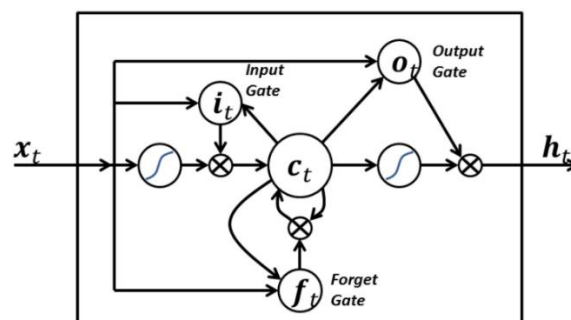 Output
Gate
o_t
Input
Gate
i_t
x_t
c_t
h_t
f_t
Forget
Gate